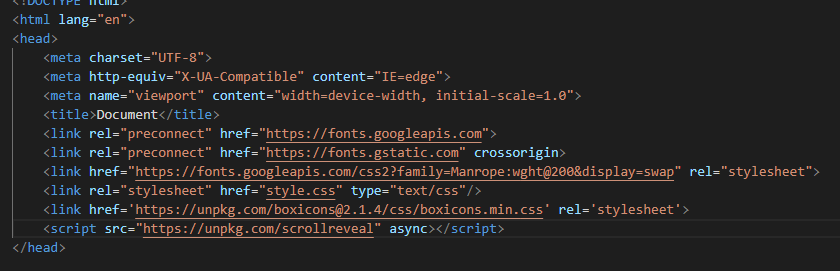 <!DOCTYPE html>
<html lang="en">
<head>
    <meta charset="UTF-8">
    <meta http-equiv="X-UA-Compatible" content="IE=edge">
    <meta name="viewport" content="width=device-width, initial-scale=1.0">
    <title>Document</title>
    <link rel="preconnect" href="https://fonts.googleapis.com">
    <link rel="preconnect" href="https://fonts.gstatic.com" crossorigin>
    <link href="https://fonts.googleapis.com/css2?family=Manrope:wght@200&display=swap" rel="stylesheet">
    <link rel="stylesheet" href="style.css" type="text/css"/>
    <link href='https://unpkg.com/boxicons@2.1.4/css/boxicons.min.css' rel='stylesheet'>
    <script src="https://unpkg.com/scrollreveal" async></script>
</head>